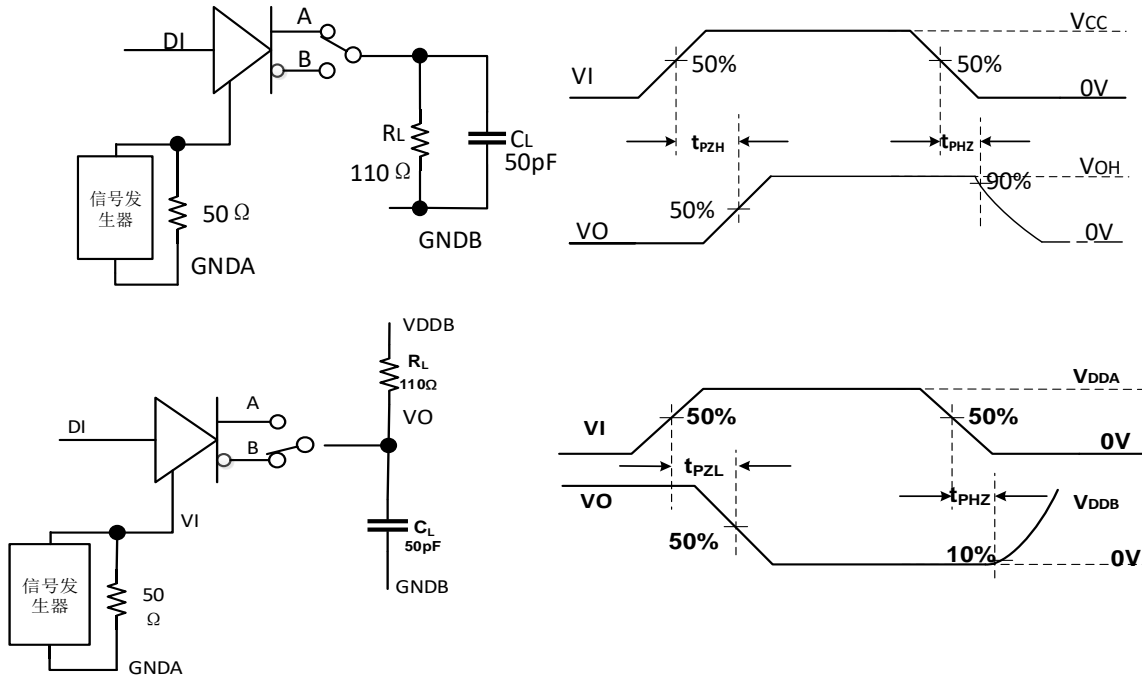 DI
A
B
RL
110 Ω
CL
50pF
信号发
生器
50 Ω
GNDA
GNDB
VI
50%
50%
VCC
0V
tPZH
tPHZ
VOH
90%
50%
VO
0V
VDDB
RL
110Ω
VO
DI
A
B
VI
CL
50pF
GNDB
信号发
生器
50
Ω
GNDA
VDDA
VI
50%
50%
0V
tPZL
tPHZ
VO
VDDB
50%
10%
0V